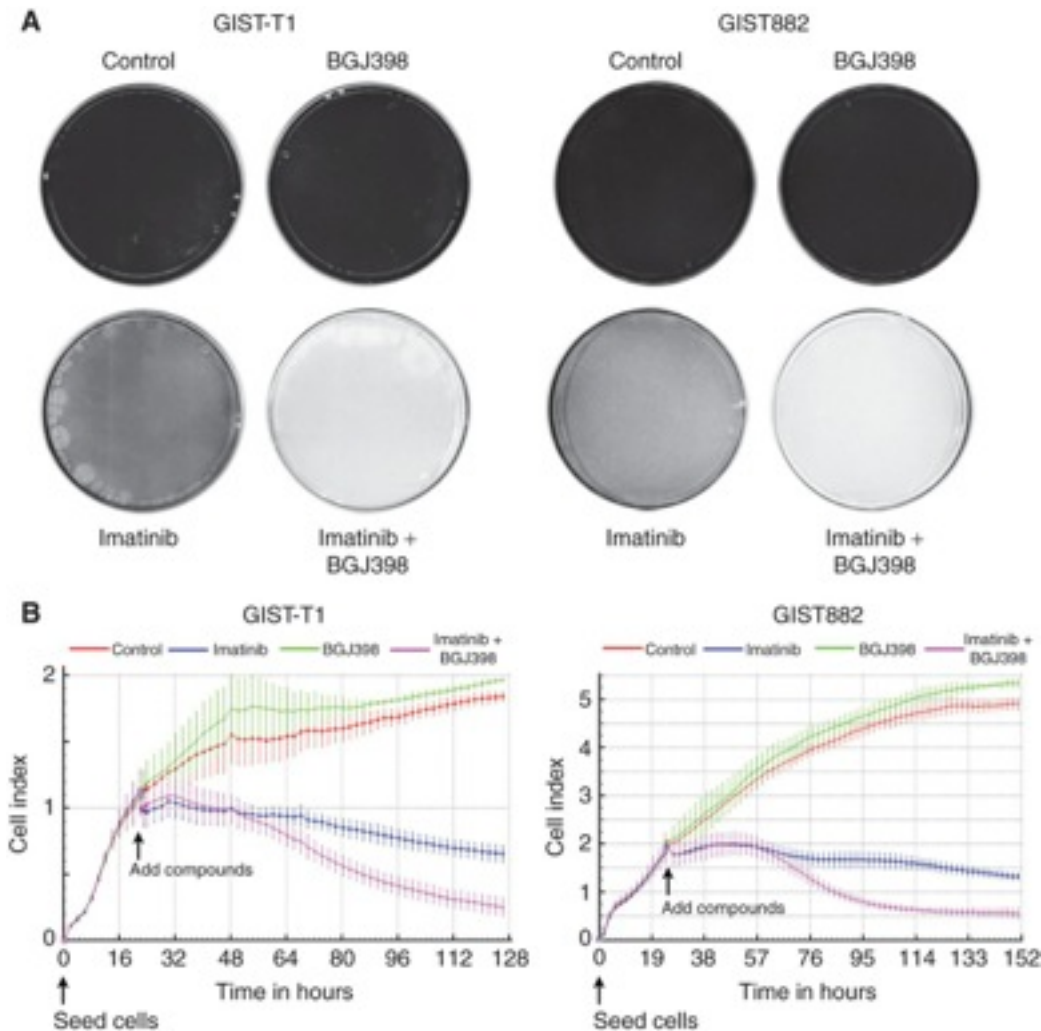 A
GIST-T1
GIST882
Control
BGJ398
Control
BGJ398
Imatinib
Imatinib +
BGJ398
Imatinib
Imatinib +
BGJ398
B
GIST-T1
GIST882
Control
Imatinib
BGJ398
Imatinib +
BGJ398
Control
Imatinib
BGJ398
Imatinib +
BGJ398
2
1
0
Cell index
Add compounds
0 16 32 48 64 80 96 112 128
Time in hours
Seed cells
5
4
3
2
1
0
Cell index
Add compounds
0 19 38 57 76 95 114 133 152
Time in hours
Seed cells